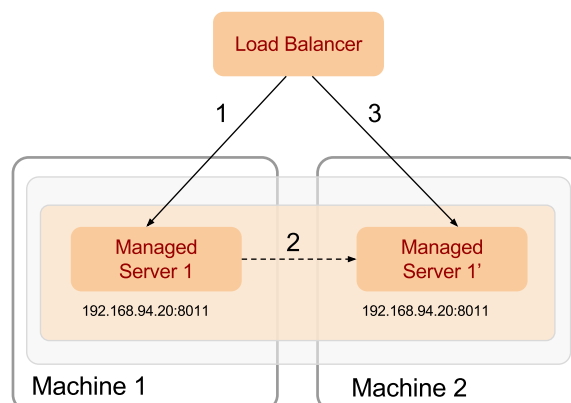 Load Balancer
1
3
Managed
Server 1
2
Managed
Server 1’
192.168.94.20:8011
192.168.94.20:8011
Machine 1
Machine 2